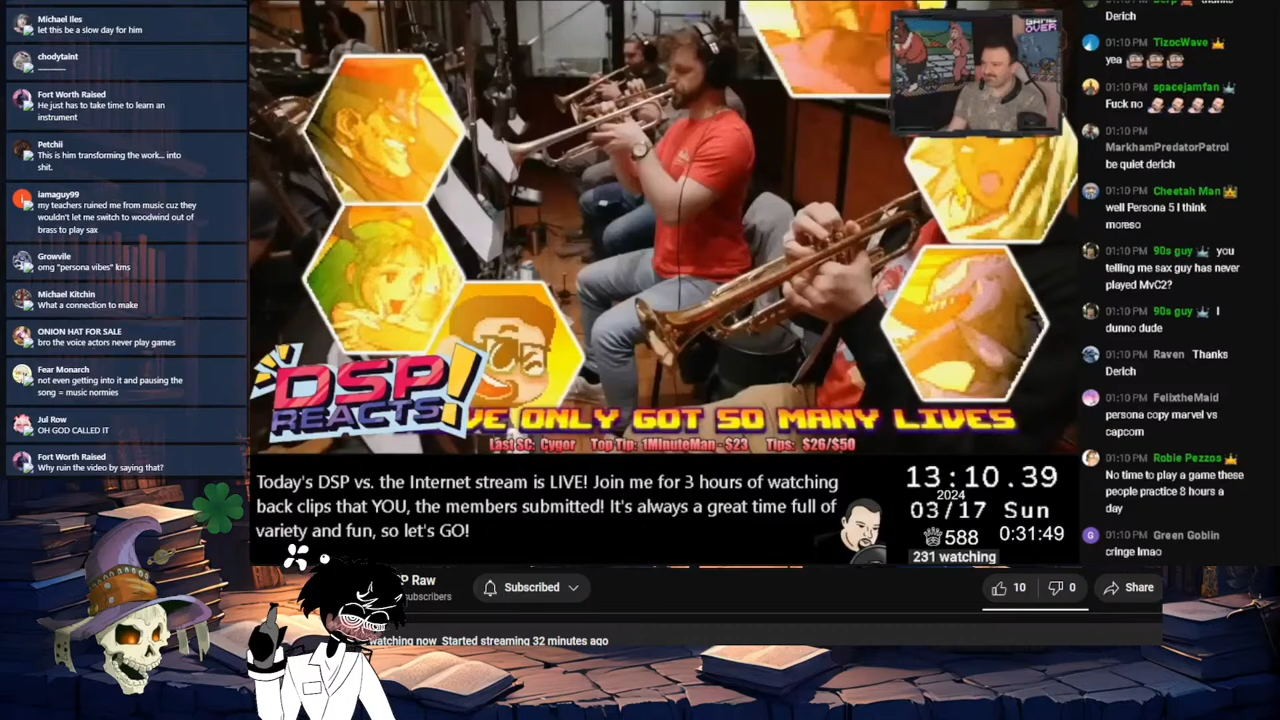 Michael Iles
let this be a slow day for him
chodytaint
Fort Worth Raised
He just has to take time to learn an
instrument
Petchii
This is him transforming the work... into
shit.
iamaguy99
my teachers ruined me from music cuz they
wouldn't let me switch to woodwind out of
brass to play sax
Growvile
omg "persona vibes" kms
Michael Kitchin
What a connection to make
ONION HAT FOR SALE
bro the voice actors never play games
Fear Monarch
not even getting into it and pausing the
song = music normies
Jul Row
OH GOD CALLED IT
Fort Worth Raised
Why ruin the video by saying that?
GAME
OVER
DSP
REACTS!
VE ONLY GOT SO MANY LIVES
Last SC: Cygor Top Tip: 1MinuteMan - $23 Tips: $26/$50
Today's DSP vs. the Internet stream is LIVE! Join me for 3 hours of watching
back clips that YOU, the members submitted! It's always a great time full of
variety and fun, so let's GO!
13:10.39
2024
03/17 Sun
588
0:31:49
231 watching
P Raw
ubscribers
Subscribed
10
0
Share
watching now Started streaming 32 minutes ago
Derich
01:10 PM TizocWave
yea
01:10 PM spacejamfan
Fuck no
01:10 PM
MarkhamPredatorPatrol
be quiet derich
01:10 PM Cheetah Man
well Persona 5 I think
moreso
01:10 PM 90s guy you
telling me sax guy has never
played MvC2?
01:10 PM 90s guy I
dunno dude
01:10 PM Raven Thanks
Derich
01:10 PM FelixtheMaid
persona copy marvel vs
capcom
01:10 PM Robie Pezzos
No time to play a game these
people practice 8 hours a
day
01:10 PM Green Goblin
cringe lmao